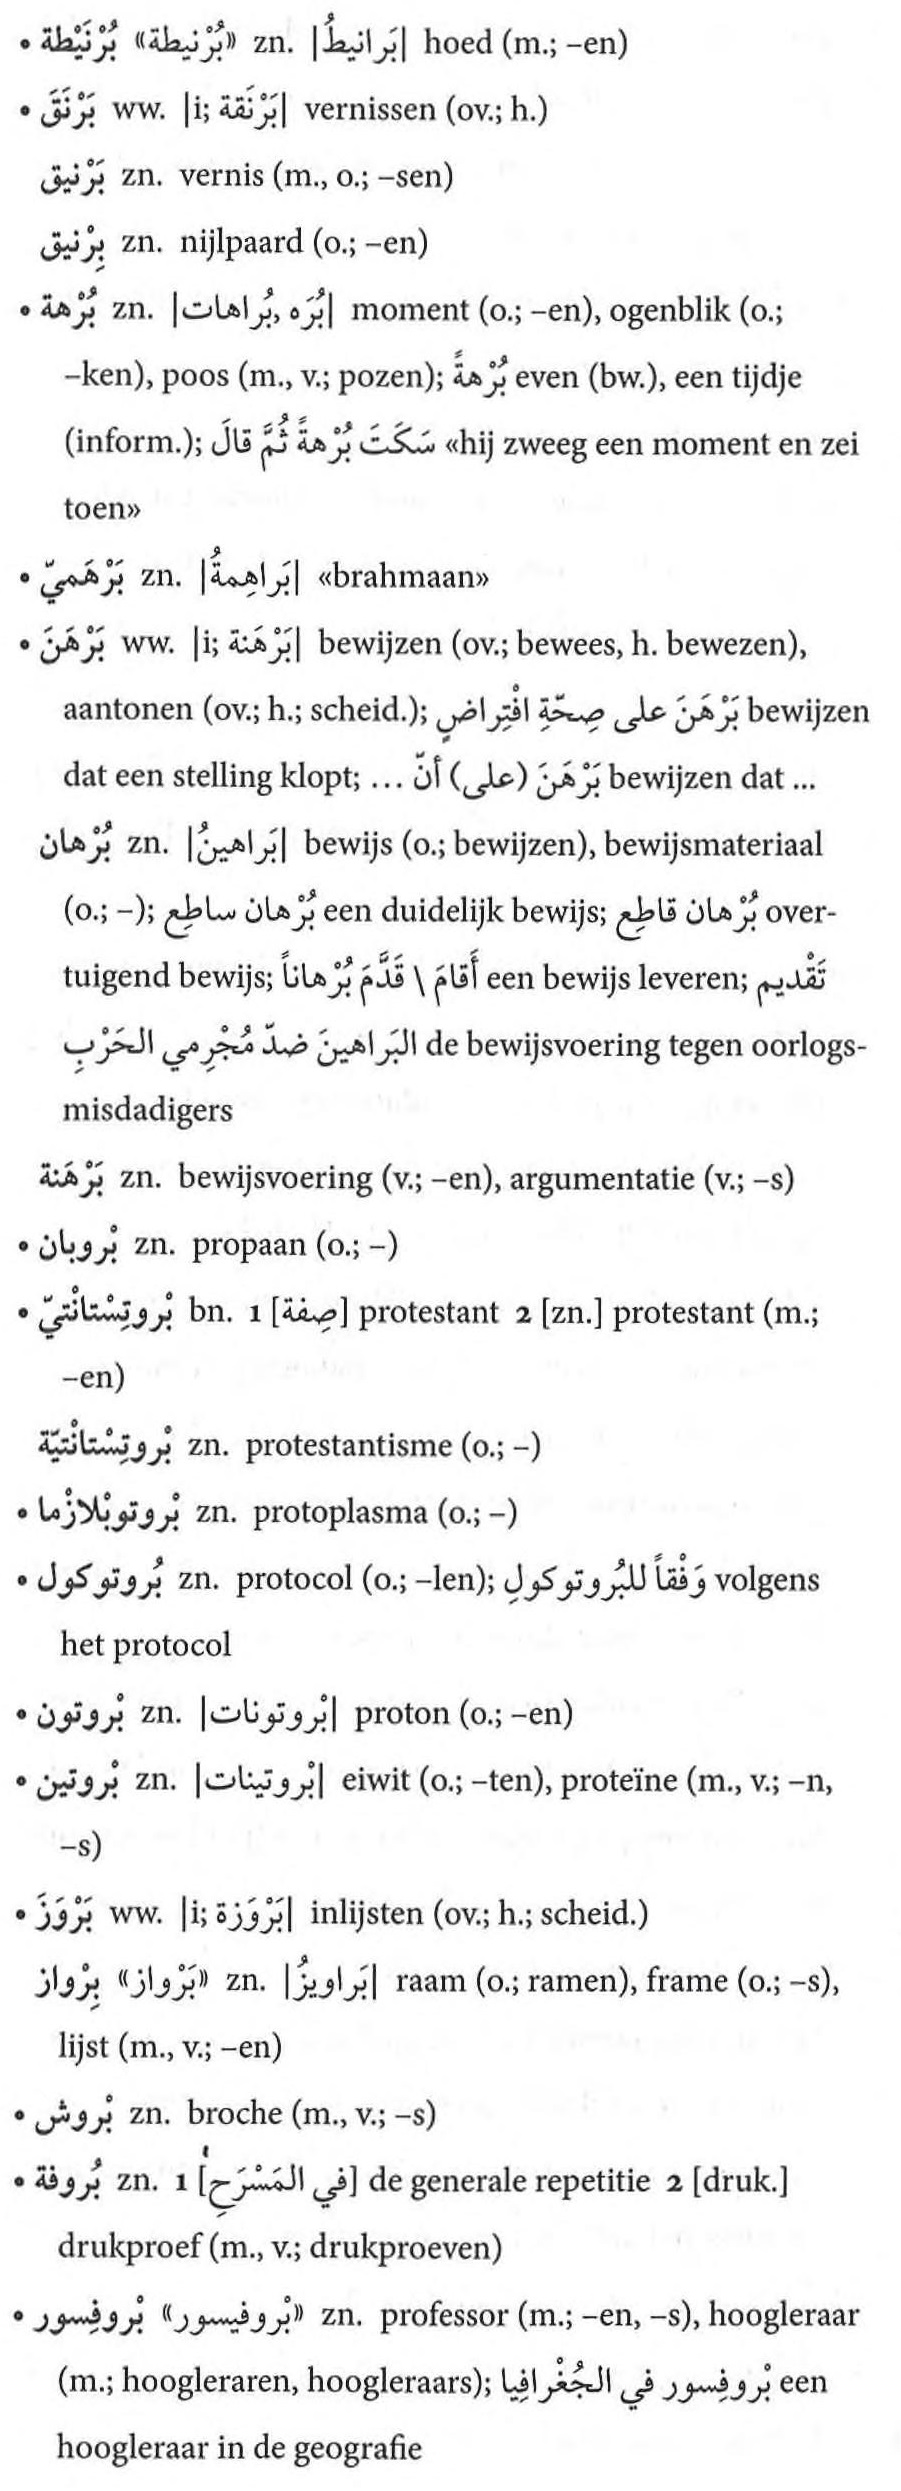 • بُرْنَيْطة «بُرْنيطة» zn. |بَرانيطُ| hoed (m.; –en)
• بَرْنَقَ ww. |i; بَرْنَقة| vernissen (ov.; h.)
بَرْنيق zn. vernis (m., o.; –sen)
بِرْنيق zn. nijlpaard (o.; –en)
• بُرْهة zn. |بُرَه ,بُراهات| moment (o.; –en), ogenblik (o.;
–ken), poos (m., v.; pozen); بُرْهةً even (bw.), een tijdje
(inform.); سَكَتَ بُرْهةً ثُمَّ قالَ «hij zweeg een moment en zei
toen»
• بَرْهَميّ zn. |بَراهِمةُ| «brahmaan»
• بَرْهَنَ ww. |i; بَرْهَنة| bewijzen (ov.; bewees, h. bewezen),
aantonen (ov.; h.; scheid.); بَرْهَنَ على صِحّةِ افْتِراضٍ bewijzen
dat een stelling klopt; بَرْهَنَ (على) أنّ ... bewijzen dat ...
بُرْهان zn. |بَراهينُ| bewijs (o.; bewijzen), bewijsmateriaal
(o.; –); بُرْهان ساطِع een duidelijk bewijs; بُرْهان قاطِع over-
tuigend bewijs; أَقامَ \ قَدَّمَ بُرْهاناً een bewijs leveren; تَقْديم
البَراهينَ ضدّ مُجْرِمي الحَرْبِ de bewijsvoering tegen oorlogs-
misdadigers
بَرْهَنة zn. bewijsvoering (v.; –en), argumentatie (v.; –s)
• بْروبان zn. propaan (o.; –)
• بْروتِسْتانْتيّ bn. 1 [صِفة] protestant 2 [zn.] protestant (m.;
–en)
بْروتِسْتانْتيّة zn. protestantisme (o.; –)
• بْروتوبْلازْما zn. protoplasma (o.; –)
• بُروتوكول zn. protocol (o.; –len); وَفْقاً للبُروتوكولِ volgens
het protocol
• بْروتون zn. |بْروتونات| proton (o.; –en)
• بْروتين zn. |بْروتينات| eiwit (o.; –ten), proteïne (m., v.; –n,
–s)
• بَرْوَزَ ww. |i; بَرْوَزة| inlijsten (ov.; h.; scheid.)
بِرْواز «بَرْواز» zn. |بَراويزُ| raam (o.; ramen), frame (o.; –s),
lijst (m., v.; –en)
• بْروش zn. broche (m., v.; –s)
• بُروفة zn. 1 [في المَسْرَحِ] de generale repetitie 2 [druk.]
drukproef (m., v.; drukproeven)
• بْروفِسور «بْروفيسور» zn. professor (m.; –en, –s), hoogleraar
(m.; hoogleraren, hoogleraars); بْروفِسور في الجُغْرافِيا een
hoogleraar in de geografie